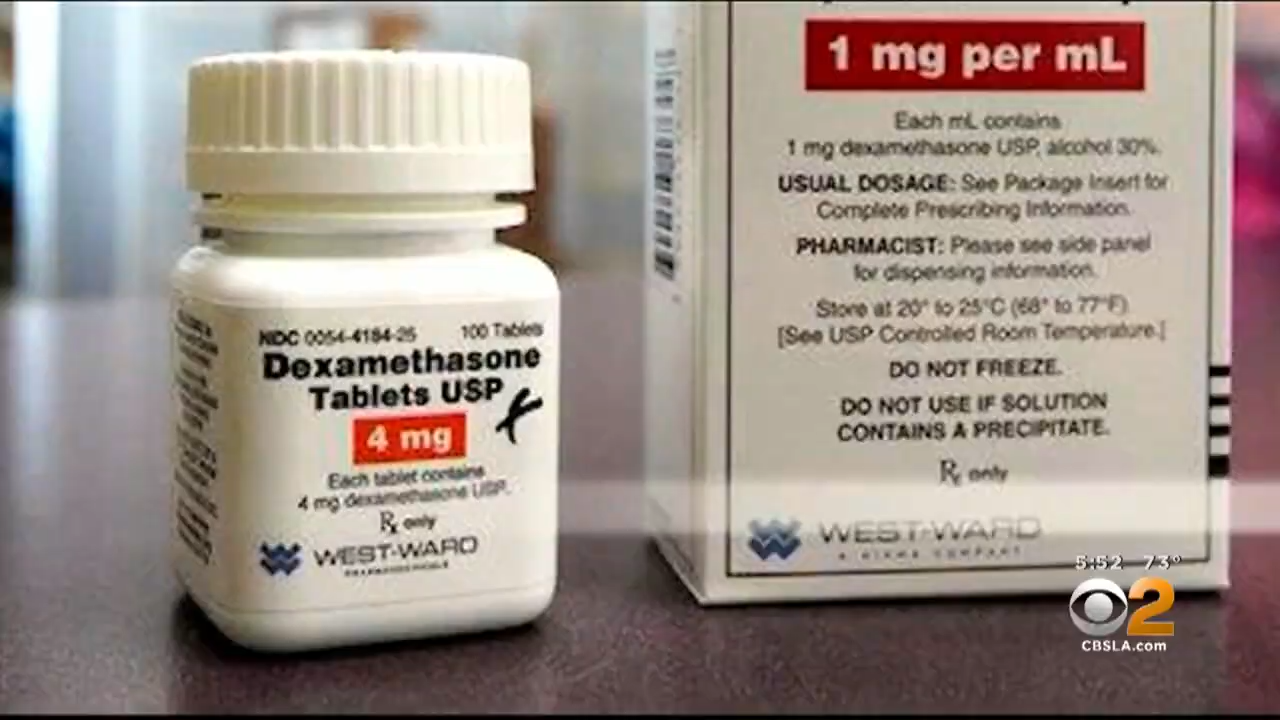 NDC 0054-4184-25 100 Tablets
Dexamethasone
Tablets USP
4 mg
Each tablet contains
4 mg dexamethasone USP.
Rx only
WEST-WARD
PHARMACEUTICALS
1 mg per mL
Each mL contains
1 mg dexamethasone USP, alcohol 30%.
USUAL DOSAGE: See Package Insert for
Complete Prescribing Information.
PHARMACIST: Please see side panel
for dispensing information.
Store at 20° to 25°C (68° to 77°F)
[See USP Controlled Room Temperature.]
DO NOT FREEZE.
DO NOT USE IF SOLUTION
CONTAINS A PRECIPITATE.
Rx only
WEST-WARD
A HIKMA COMPANY
5:52 73°
2
CBSLA.com